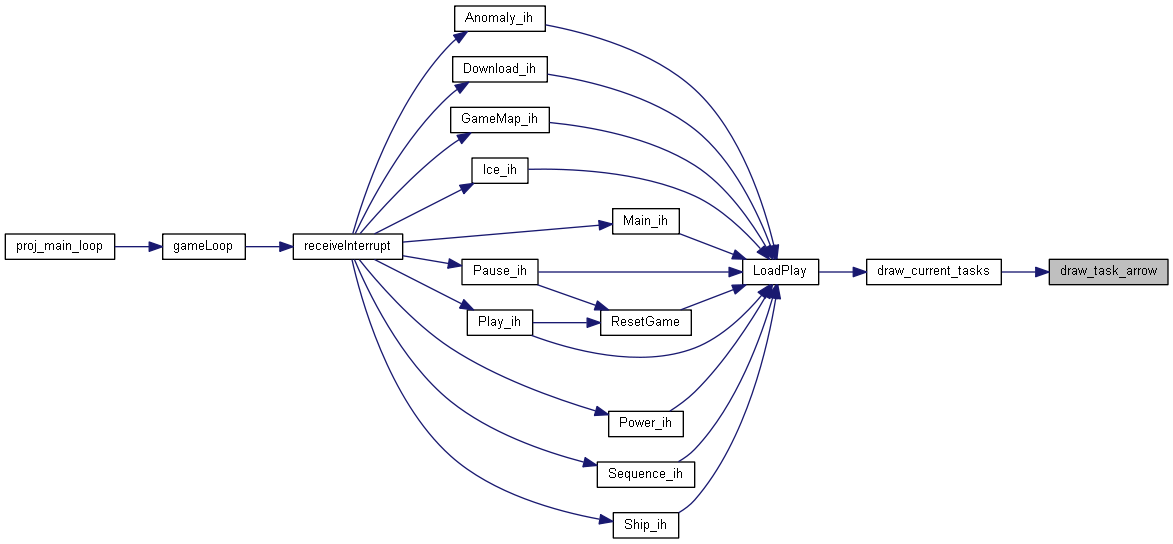 Anomaly_ih
Download_ih
GameMap_ih
Ice_ih
Main_ih
proj_main_loop
gameLoop
receiveInterrupt
Pause_ih
LoadPlay
draw_current_tasks
draw_task_arrow
Play_ih
ResetGame
Power_ih
Sequence_ih
Ship_ih